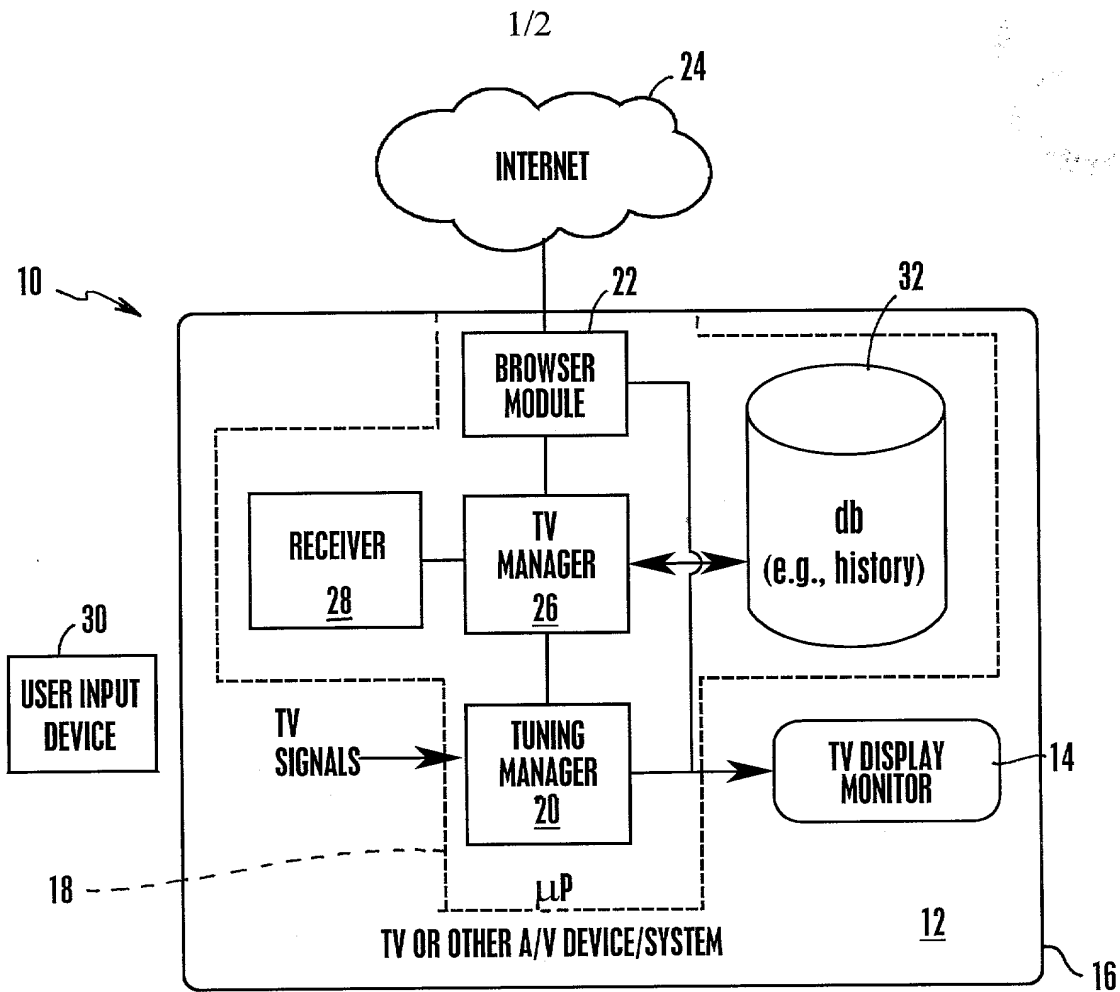 1/2
24
INTERNET
10
22
32
BROWSER
MODULE
RECEIVER
28
TV
MANAGER
26
db
(e.g., history)
30
USER INPUT
DEVICE
TV
SIGNALS
TUNING
MANAGER
20
TV DISPLAY
MONITOR
14
18
μP
12
TV OR OTHER A/V DEVICE/SYSTEM
16